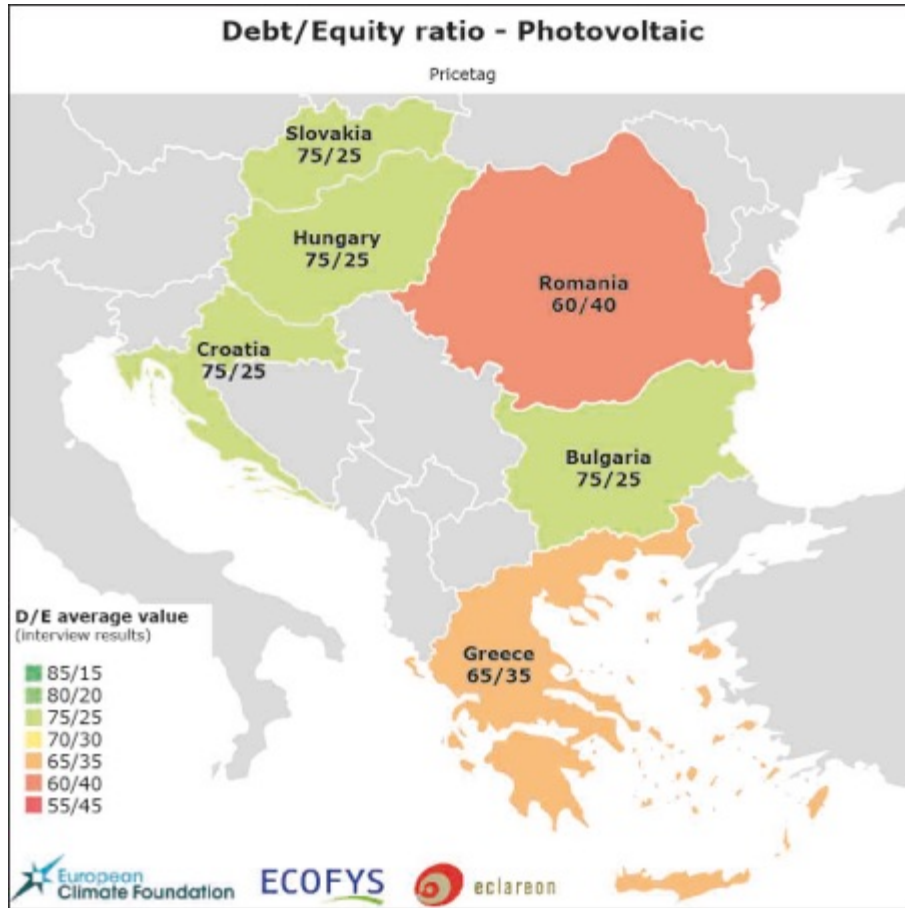 Debt/Equity ratio - Photovoltaic
Pricetag
Slovakia
75/25
Hungary
75/25
Romania
60/40
Croatia
75/25
Bulgaria
75/25
Greece
65/35
D/E average value
(interview results)
85/15
80/20
75/25
70/30
65/35
60/40
55/45
European
Climate Foundation
ECOFYS
eclareon